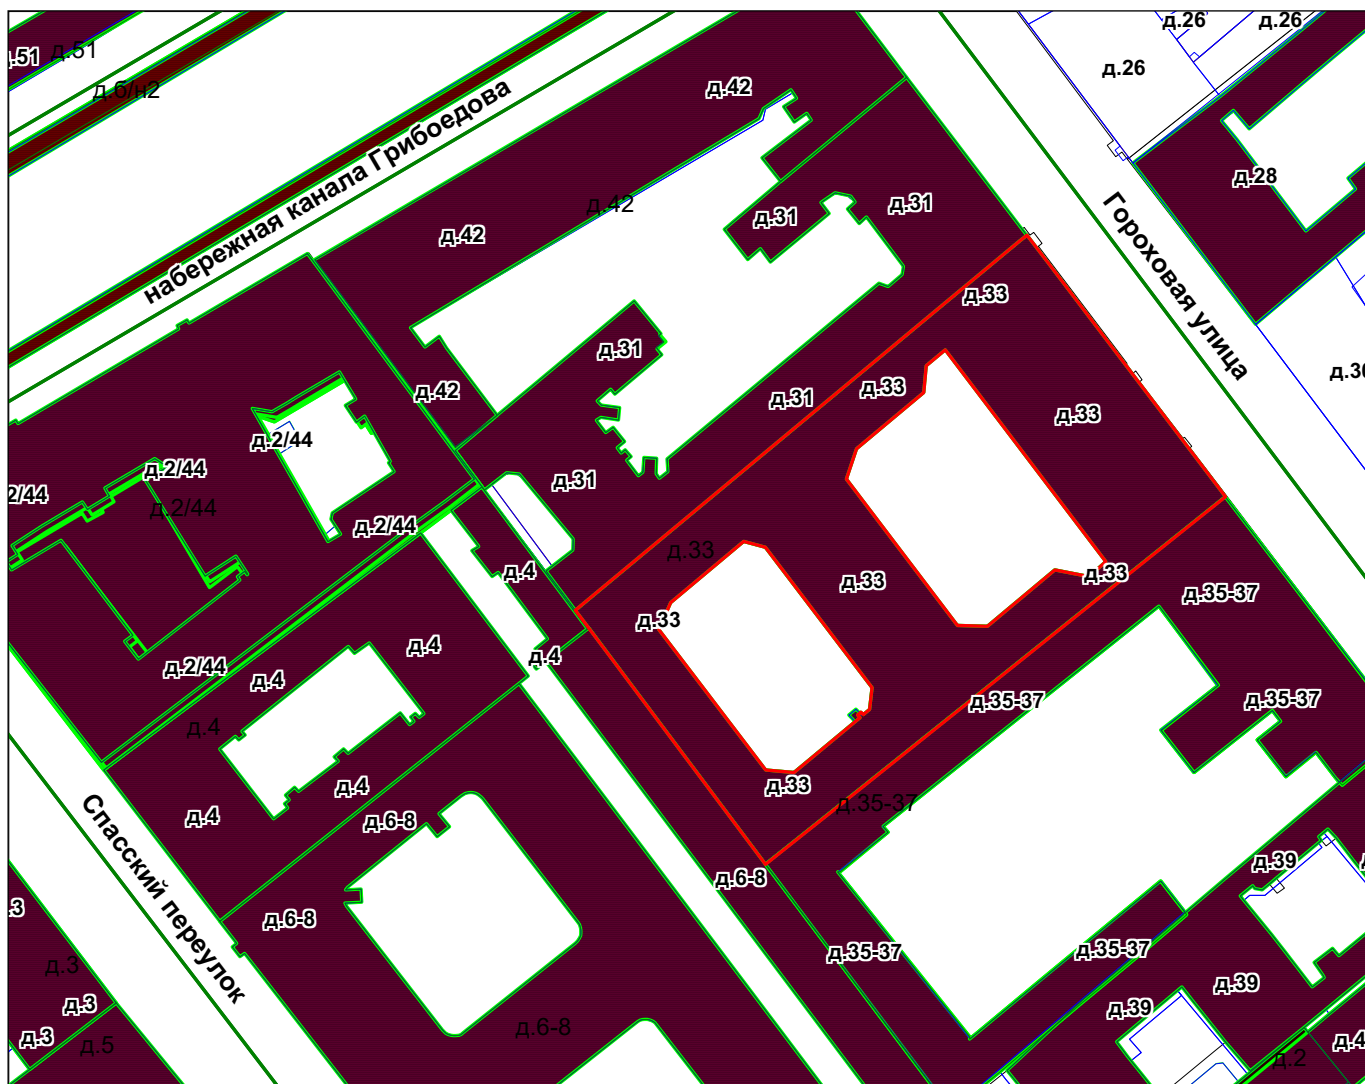 д.26
д.26
д.51
д.51
д.26
д.б/н2
д.42
набережная канала Грибоедова
д.28
д.42
д.31
д.31
д.42
Гороховая улица
д.33
д.31
д.30
д.33
д.42
д.31
д.33
д.2/44
д.2/44
д.31
2/44
д.2/44
д.2/44
д.33
д.4
д.33
д.33
д.35-37
д.33
д.4
д.4
д.2/44
д.4
д.35-37
д.35-37
д.4
д.4
д.33
д.35-37
д.4
д.6-8
Спасский переулок
д.39
д.6-8
.3
д.6-8
д.35-37
д.35-37
д.3
д.39
д.3
д.39
д.6-8
д.3
д.5
д.4
д.2